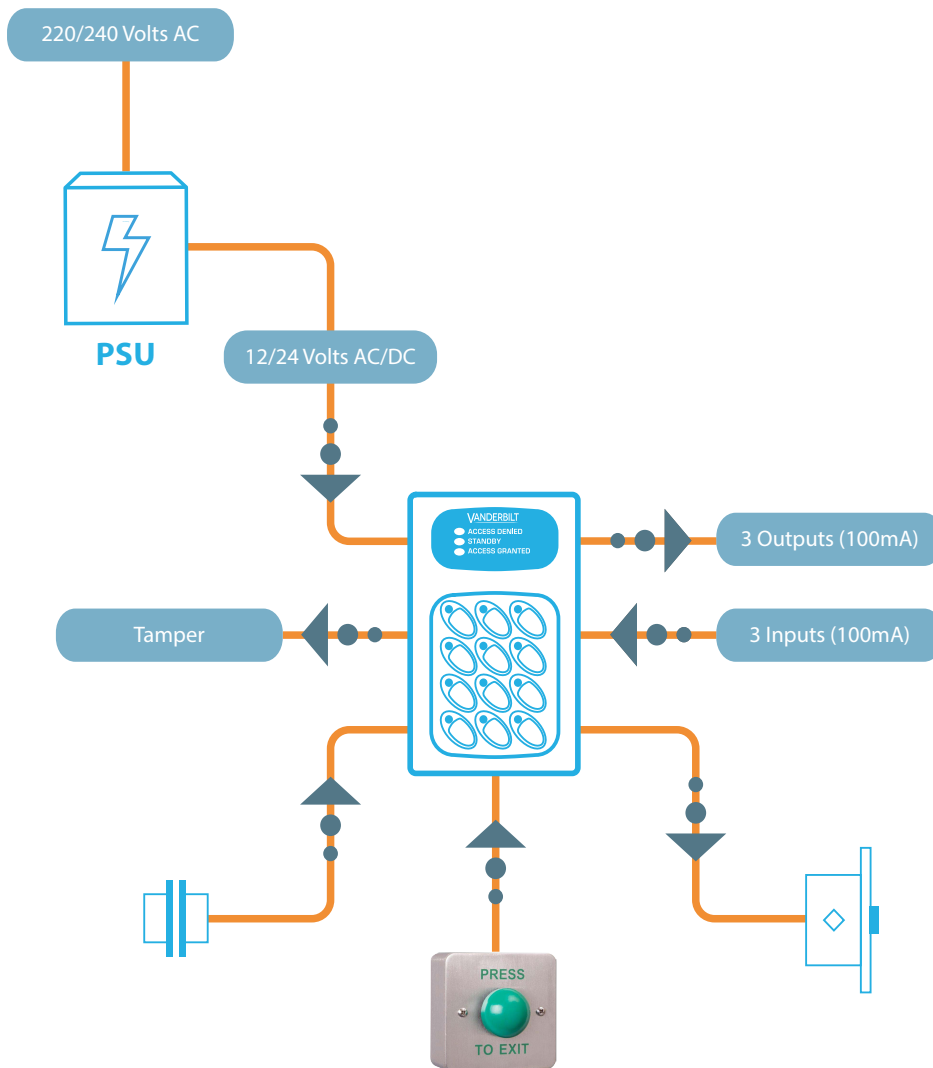 220/240 Volts AC
PSU
12/24 Volts AC/DC
VANDERBILT
ACCESS DENIED
STANDBY
ACCESS GRANTED
3 Outputs (100mA)
Tamper
3 Inputs (100mA)
PRESS
TO EXIT